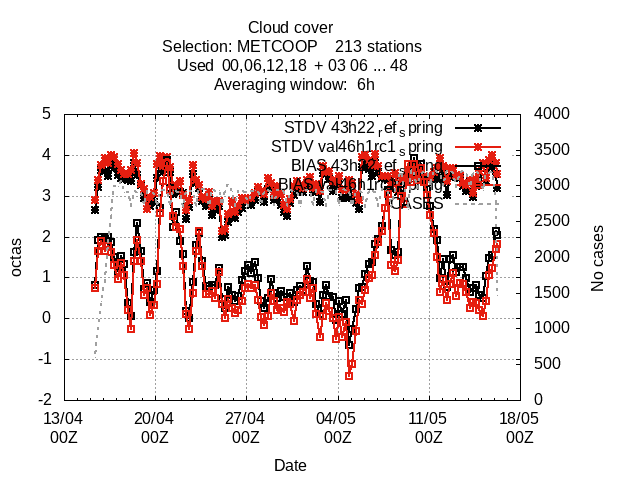 Cloud cover
Selection: METCOOP 213 stations
Used 00,06,12,18 + 03 06 ... 48
Averaging window: 6h
STDV 43h22_ref_spring
STDV val46h1rc1_spring
BIAS 43h22_ref_spring
BIAS val46h1rc1_spring
CASES
octas
5
4
3
2
1
0
-1
-2
4000
3500
3000
2500
2000
1500
1000
500
0
No cases
13/04 20/04 27/04 04/05 11/05 18/05
00Z 00Z 00Z 00Z 00Z 00Z
Date